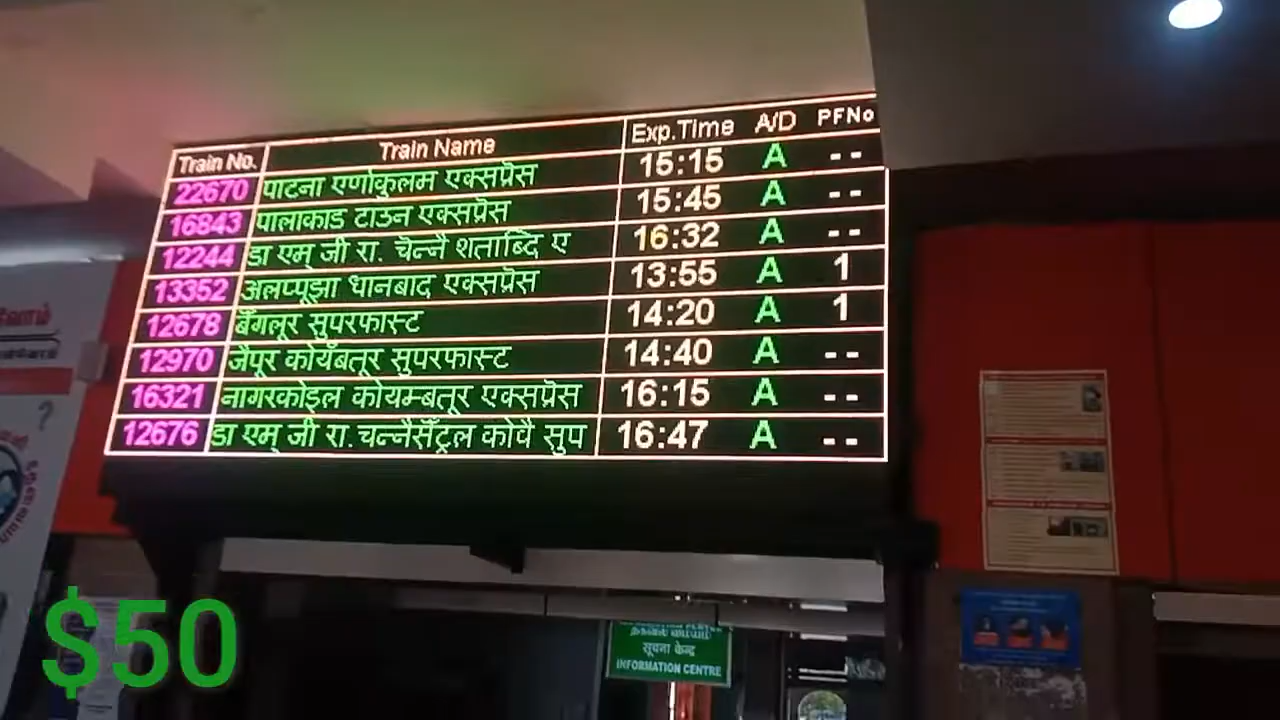 Train No. Train Name Exp.Time A/D PFNo
22670 पाटना एर्णाकुलम एक्सप्रेस 15:15 A --
16843 पालाकाड टाउन एक्सप्रेस 15:45 A --
12244 डा एम् जी रा. चेन्नै शताब्दि ए 16:32 A --
13352 अलप्पूझा धानबाद एक्सप्रेस 13:55 A 1
12678 बैंगलूर सुपरफास्ट 14:20 A 1
12970 जैपूर कोयँबतूर सुपरफास्ट 14:40 A --
16321 नागरकोइल कोयम्बतूर एक्सप्रेस 16:15 A --
12676 डा एम् जी रा.चन्नैसैंट्रल कोवै सुप 16:47 A --
$50
தகவல் மையம்
सूचना केन्द्र
INFORMATION CENTRE